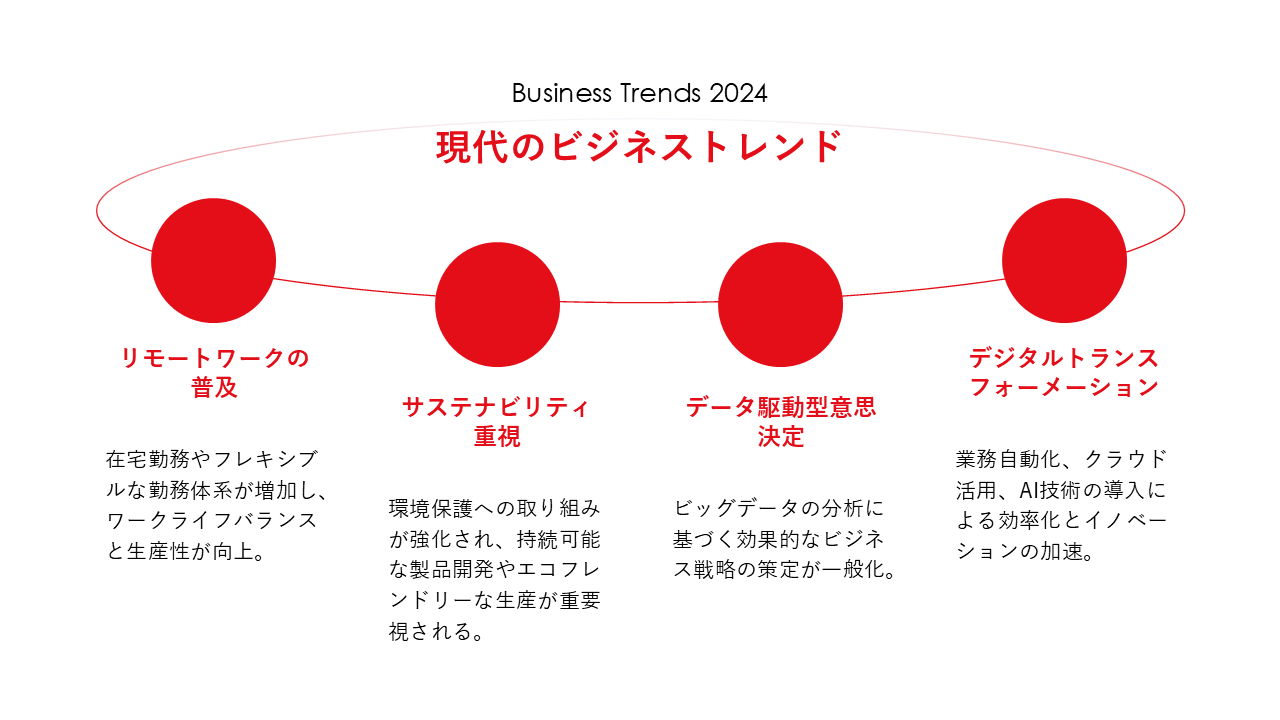 Business Trends 2024
現代のビジネストレンド
リモートワークの
普及
在宅勤務やフレキシブ
ルな勤務体系が増加し、
ワークライフバランス
と生産性が向上。
サステナビリティ
重視
環境保護への取り組み
が強化され、持続可能
な製品開発やエコフレ
ンドリーな生産が重要
視される。
データ駆動型意思
決定
ビッグデータの分析に
基づく効果的なビジネ
ス戦略の策定が一般化。
デジタルトランス
フォーメーション
業務自動化、クラウド
活用、AI技術の導入に
よる効率化とイノベー
ションの加速。